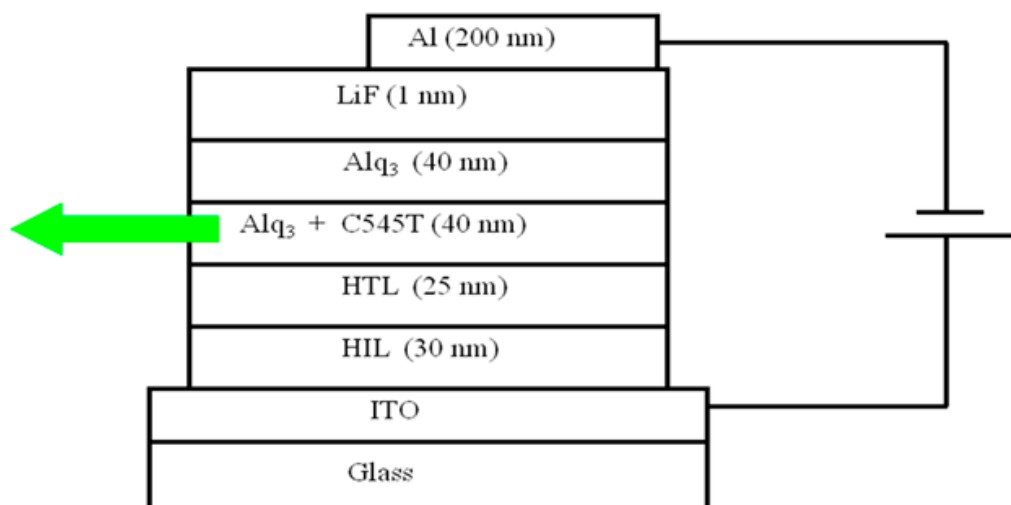 Al (200 nm)
LiF (1 nm)
Alq₃ (40 nm)
Alq₃ + C545T (40 nm)
HTL (25 nm)
HIL (30 nm)
ITO
Glass